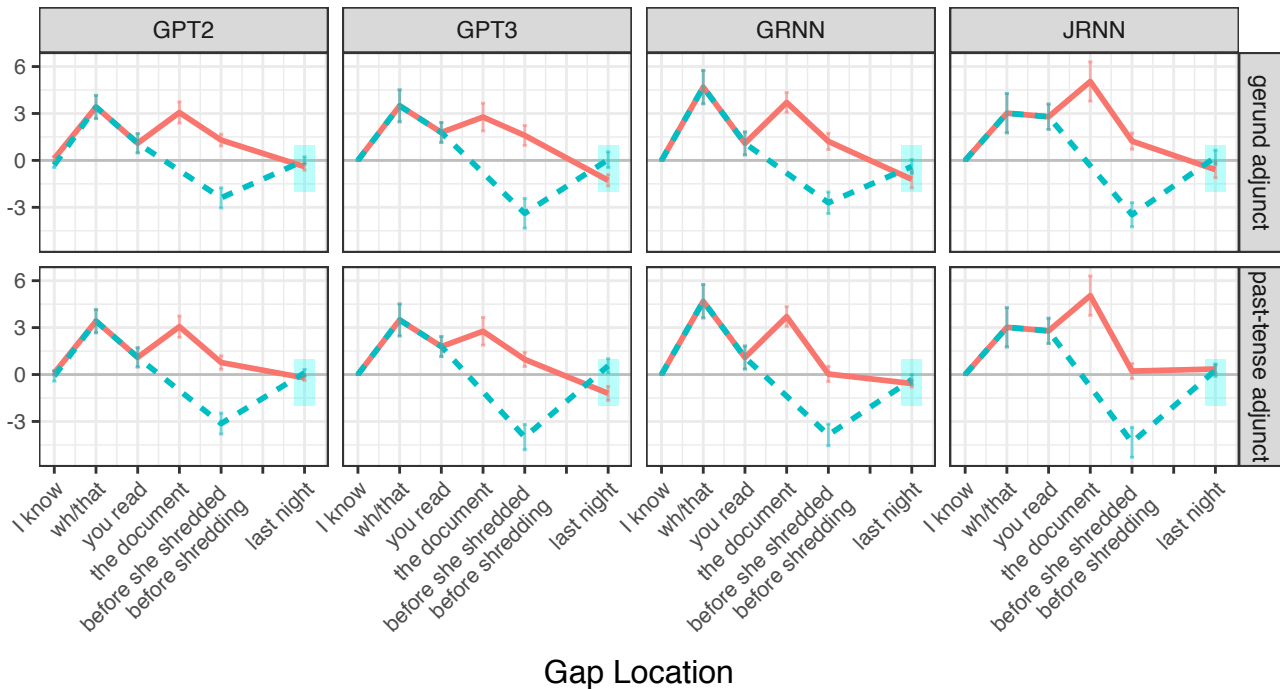 GPT2 GPT3 GRNN JRNN
6
3
0
-3
gerund adjunct
6
3
0
-3
past-tense adjunct
I know
wh/that
you read
the document
before she shredded
before shredding
last night
I know
wh/that
you read
the document
before she shredded
before shredding
last night
I know
wh/that
you read
the document
before she shredded
before shredding
last night
I know
wh/that
you read
the document
before she shredded
before shredding
last night
Gap Location